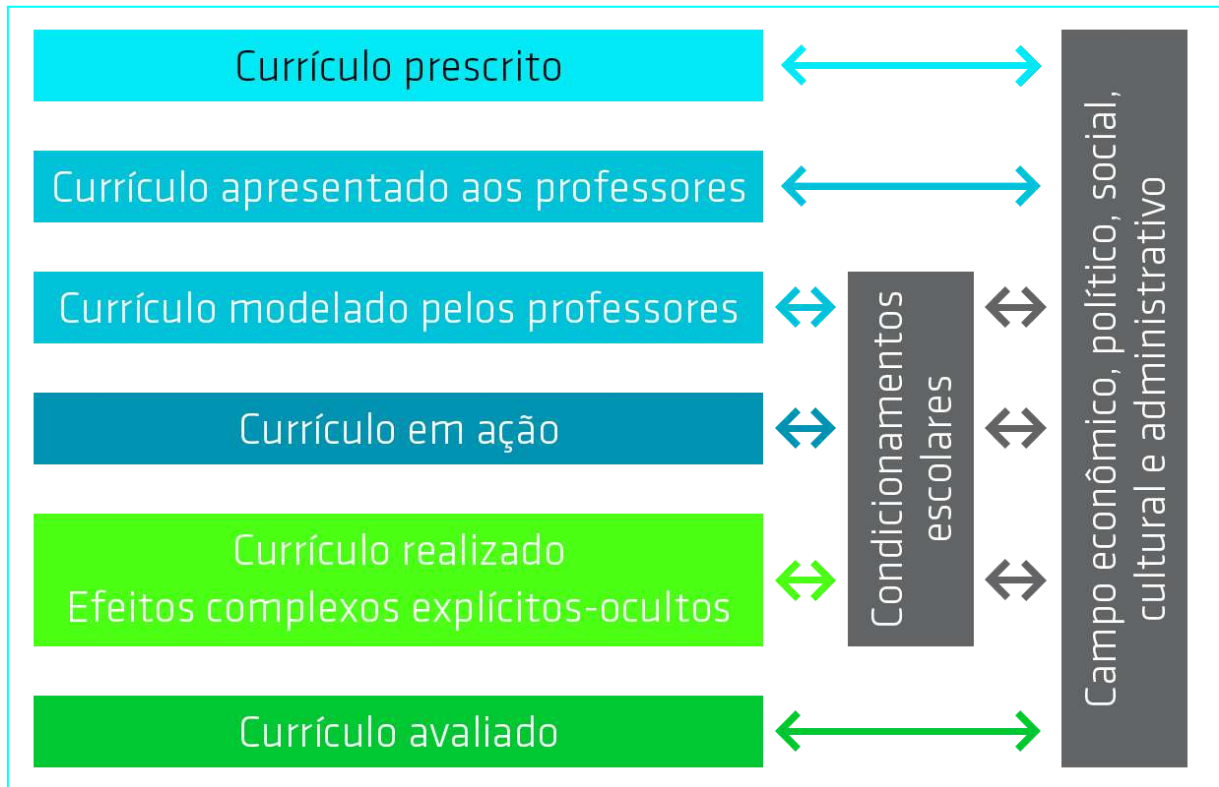 Currículo prescrito
Currículo apresentado aos professores
Currículo modelado pelos professores
Currículo em ação
Currículo realizado
Efeitos complexos explícitos-ocultos
Currículo avaliado
Condicionamentos
escolares
Campo econômico, político, social,
cultural e administrativo